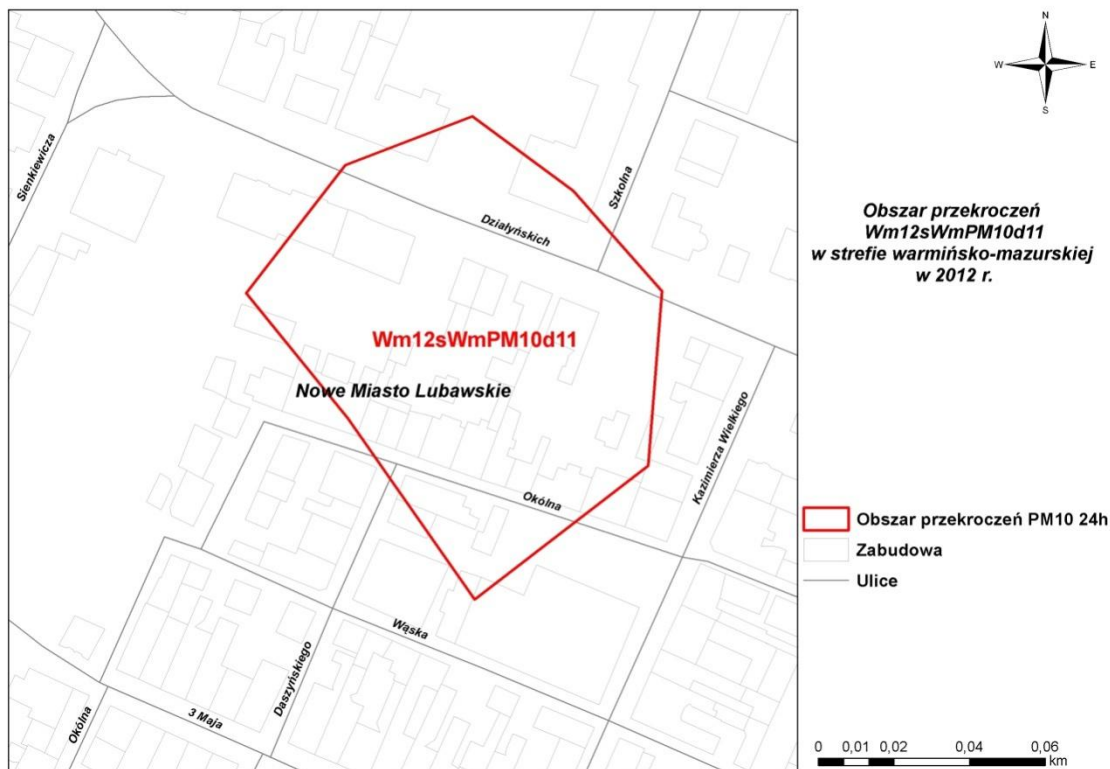 N
W E
S
Obszar przekroczeń
Wm12sWmPM10d11
w strefie warmińsko-mazurskiej
w 2012 r.
Sienkiewicza
Szkolna
Działyńskich
Wm12sWmPM10d11
Nowe Miasto Lubawskie
Kazimierza Wielkiego
Okólna
Wąska
Daszyńskiego
3 Maja
Okólna
Obszar przekroczeń PM10 24h
Zabudowa
Ulice
0 0,01 0,02 0,04 0,06
km